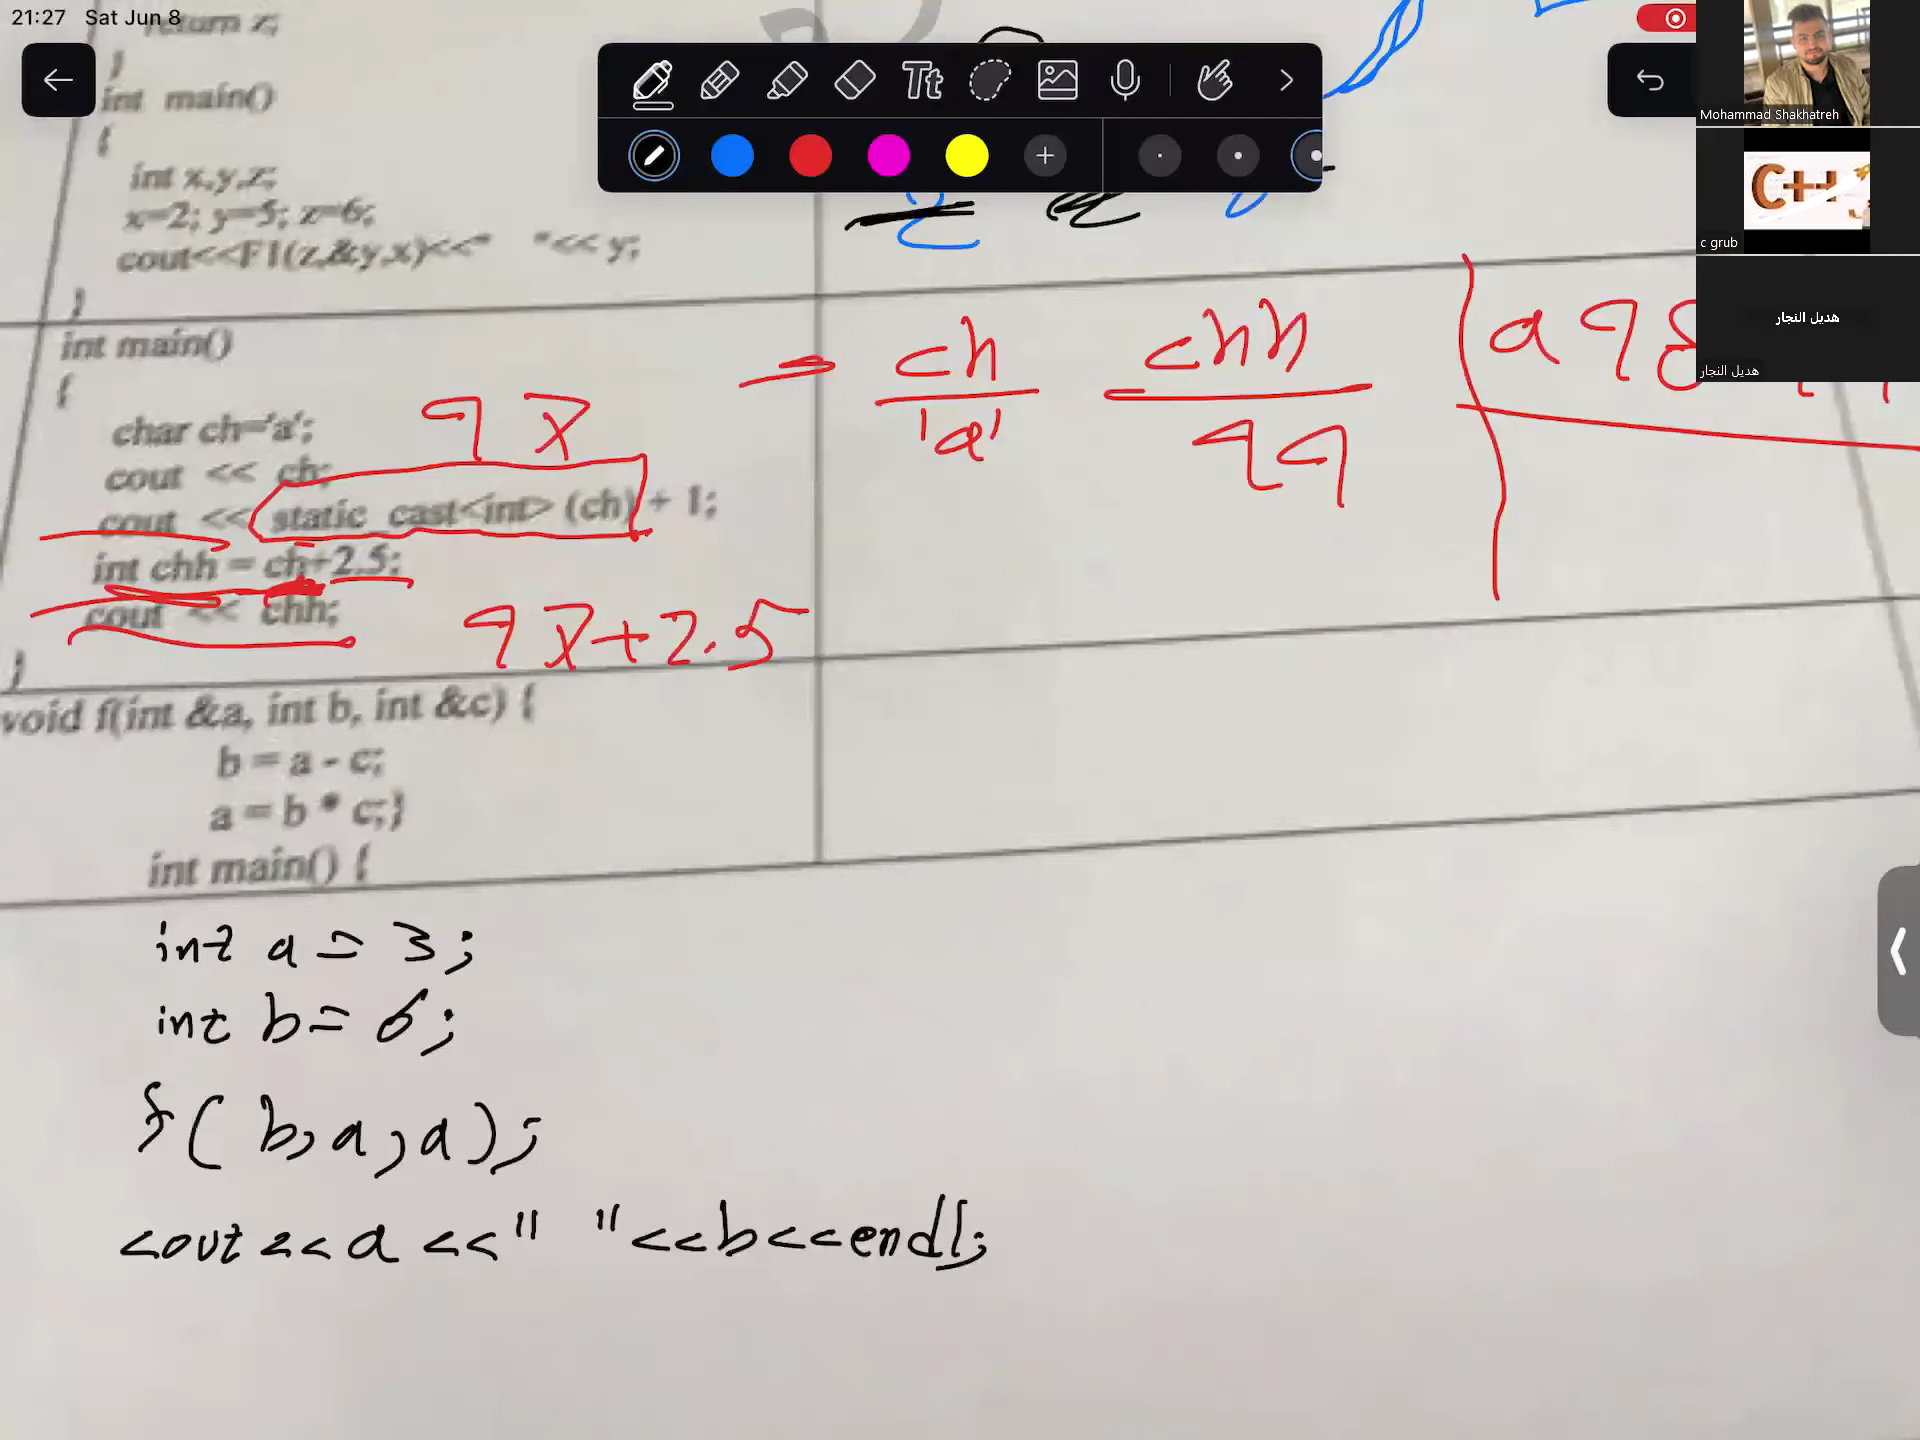 21:27 Sat Jun 8
return z;
}
int main()
{
int x,y,z;
x=2; y=5; z=6;
cout<<F1(z,&y,x)<<" "<< y;
}
Tt
Mohammad Shakhatreh
C++
c grub
هديل النجار
هديل النجار
int main()
{
char ch='a';
cout << ch;
cout << static_cast<int> (ch) + 1;
int chh = ch+2.5;
cout << chh;
}
97
97+2.5
ch chh
'a' 99
a 98
void f(int &a, int b, int &c) {
b = a - c;
a = b * c;}
int main() {
int a = 3;
int b = 6;
f( b, a, a);
cout << a <<" "<<b<<endl;